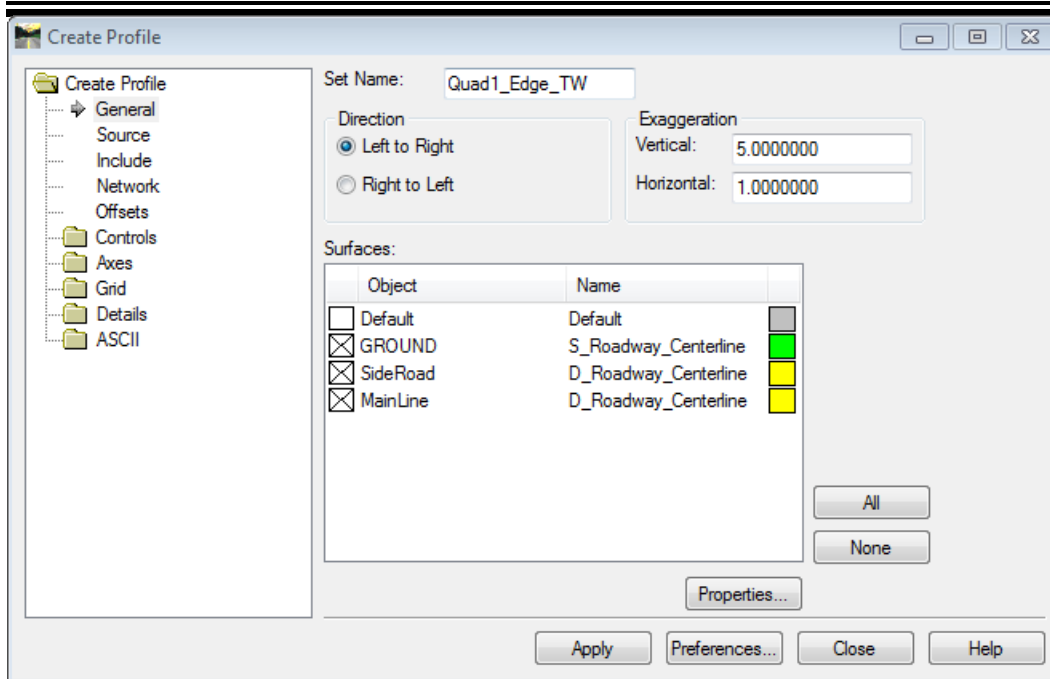 Create Profile
Create Profile
General
Source
Include
Network
Offsets
Controls
Axes
Grid
Details
ASCII
Set Name: Quad1_Edge_TW
Direction
Left to Right
Right to Left
Exaggeration
Vertical: 5.0000000
Horizontal: 1.0000000
Surfaces:
Object Name
Default Default
GROUND S_Roadway_Centerline
SideRoad D_Roadway_Centerline
MainLine D_Roadway_Centerline
All
None
Properties...
Apply Preferences... Close Help